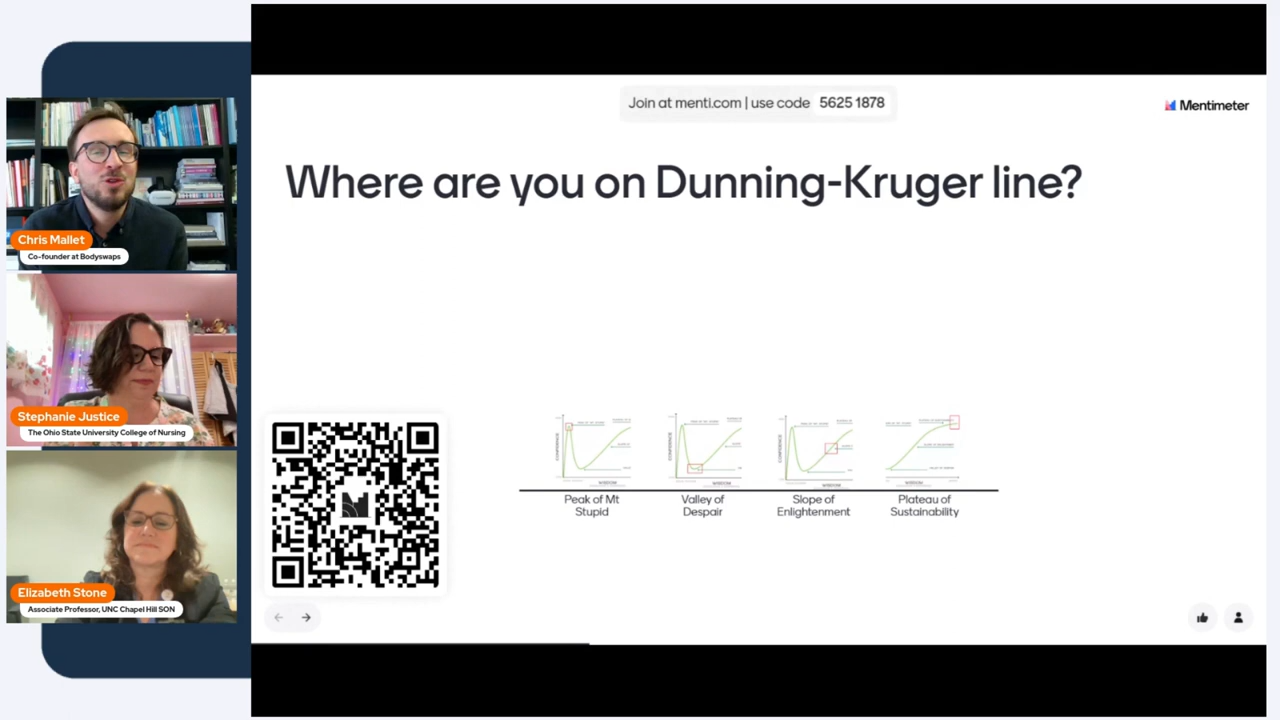 Join at menti.com | use code 5625 1878
Mentimeter
Where are you on Dunning-Kruger line?
Chris Mallet
Co-founder at Bodyswaps
Stephanie Justice
The Ohio State University College of Nursing
Elizabeth Stone
Associate Professor, UNC Chapel Hill SON
Peak of Mt
Stupid
Valley of
Despair
Slope of
Enlightenment
Plateau of
Sustainability